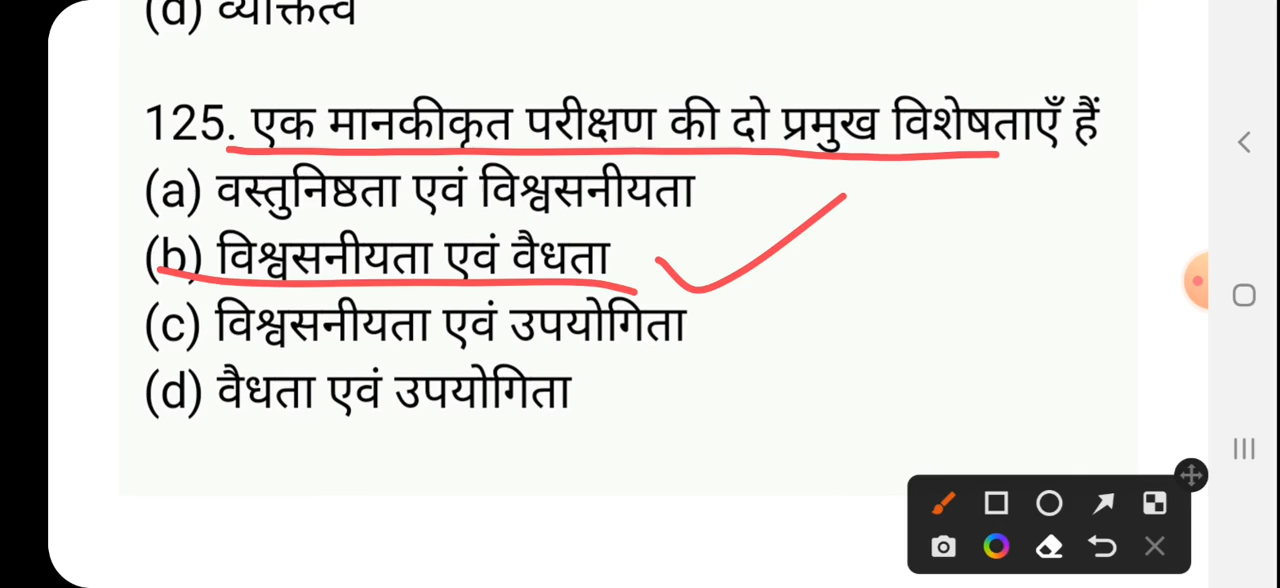 (d) व्यक्तित्व
125. एक मानकीकृत परीक्षण की दो प्रमुख विशेषताएँ हैं
(a) वस्तुनिष्ठता एवं विश्वसनीयता
(b) विश्वसनीयता एवं वैधता
(c) विश्वसनीयता एवं उपयोगिता
(d) वैधता एवं उपयोगिता